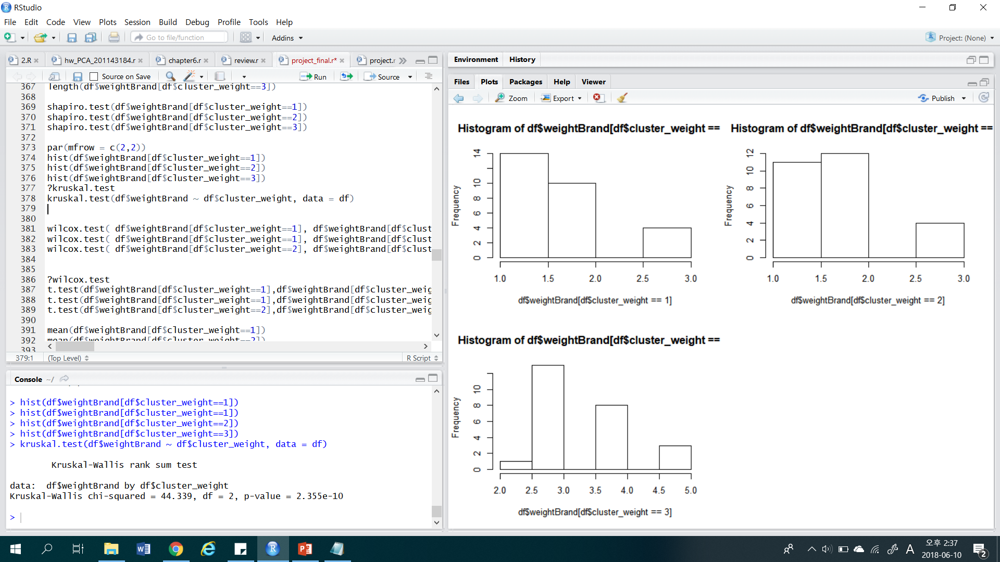 RStudio
File Edit Code View Plots Session Build Debug Profile Tools Help
Go to file/function
Addins
Project: (None)
2.R
hw_PCA_201143184.r
chapter6.r
review.r
project_final.r*
project.r
Source on Save
Run
Source
367 length(df$weightBrand[df$cluster_weight==3])
368
369 shapiro.test(df$weightBrand[df$cluster_weight==1])
370 shapiro.test(df$weightBrand[df$cluster_weight==2])
371 shapiro.test(df$weightBrand[df$cluster_weight==3])
372
373 par(mfrow = c(2,2))
374 hist(df$weightBrand[df$cluster_weight==1])
375 hist(df$weightBrand[df$cluster_weight==2])
376 hist(df$weightBrand[df$cluster_weight==3])
377 ?kruskal.test
378 kruskal.test(df$weightBrand ~ df$cluster_weight, data = df)
379
380
381 wilcox.test( df$weightBrand[df$cluster_weight==1], df$weightBrand[df$clust
382 wilcox.test( df$weightBrand[df$cluster_weight==1], df$weightBrand[df$clust
383 wilcox.test( df$weightBrand[df$cluster_weight==2], df$weightBrand[df$clust
384
385
386 ?wilcox.test
387 t.test(df$weightBrand[df$cluster_weight==1],df$weightBrand[df$cluster_weig
388 t.test(df$weightBrand[df$cluster_weight==1],df$weightBrand[df$cluster_weig
389 t.test(df$weightBrand[df$cluster_weight==2],df$weightBrand[df$cluster_weig
390
391 mean(df$weightBrand[df$cluster_weight==1])
392 mean(df$weightBrand[df$cluster_weight==2])
393
379:1 (Top Level) R Script
Console ~/
> hist(df$weightBrand[df$cluster_weight==1])
> hist(df$weightBrand[df$cluster_weight==1])
> hist(df$weightBrand[df$cluster_weight==2])
> hist(df$weightBrand[df$cluster_weight==3])
> kruskal.test(df$weightBrand ~ df$cluster_weight, data = df)
Kruskal-Wallis rank sum test
data: df$weightBrand by df$cluster_weight
Kruskal-Wallis chi-squared = 44.339, df = 2, p-value = 2.355e-10
>
Environment History
Files Plots Packages Help Viewer
Zoom Export Publish
Histogram of df$weightBrand[df$cluster_weight ==
Frequency
14
10
8
6
4
2
0
1.0 1.5 2.0 2.5 3.0
df$weightBrand[df$cluster_weight == 1]
Histogram of df$weightBrand[df$cluster_weight ==
Frequency
12
10
8
6
4
2
0
1.0 1.5 2.0 2.5 3.0
df$weightBrand[df$cluster_weight == 2]
Histogram of df$weightBrand[df$cluster_weight ==
Frequency
10
8
6
4
2
0
2.0 2.5 3.0 3.5 4.0 4.5 5.0
df$weightBrand[df$cluster_weight == 3]
A
오후 2:37
2018-06-10
2